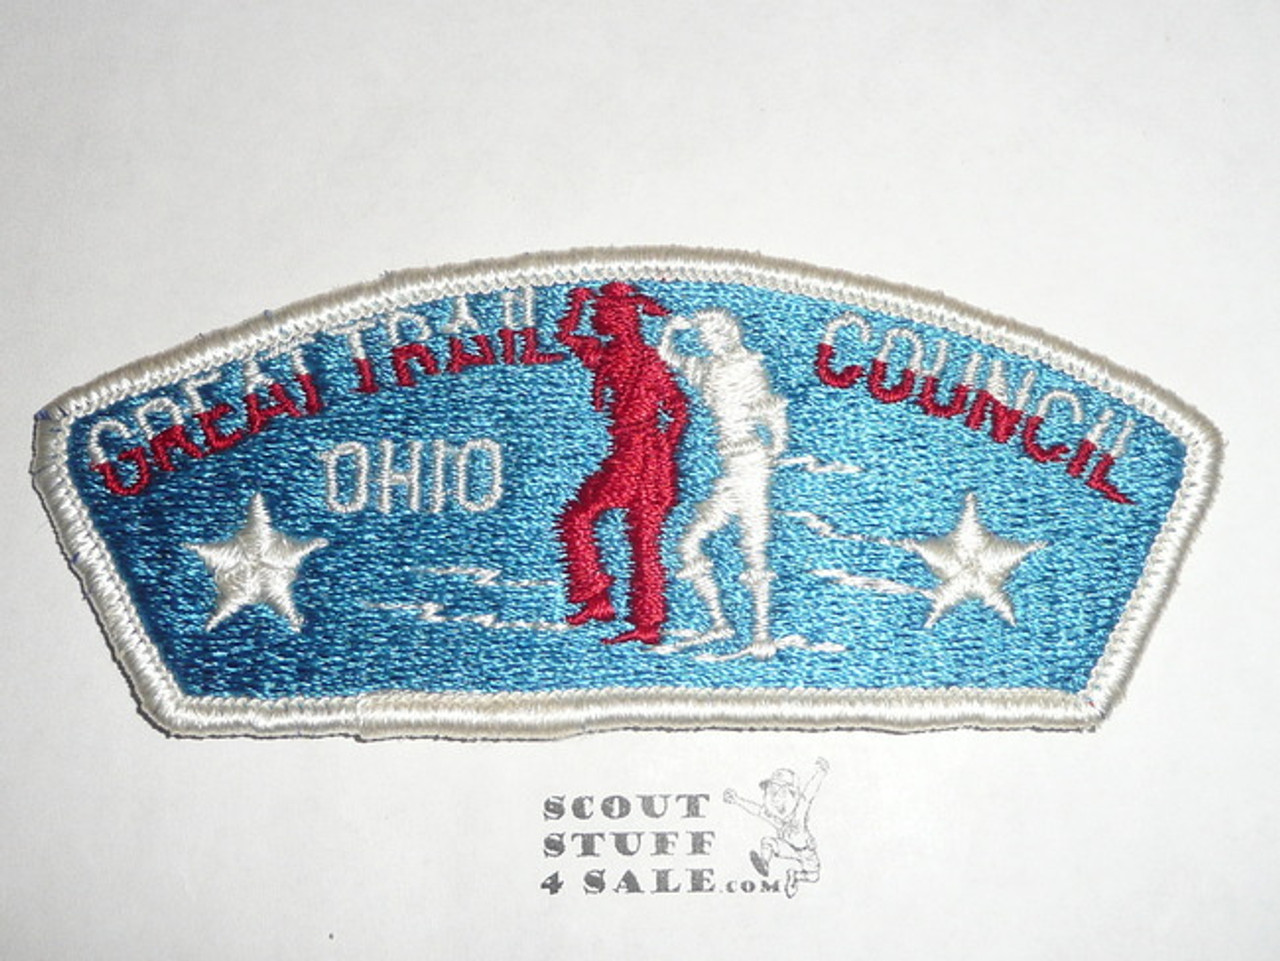 GREAT TRAIL COUNCIL
OHIO
SCOUT
STUFF
4 SALE.COM